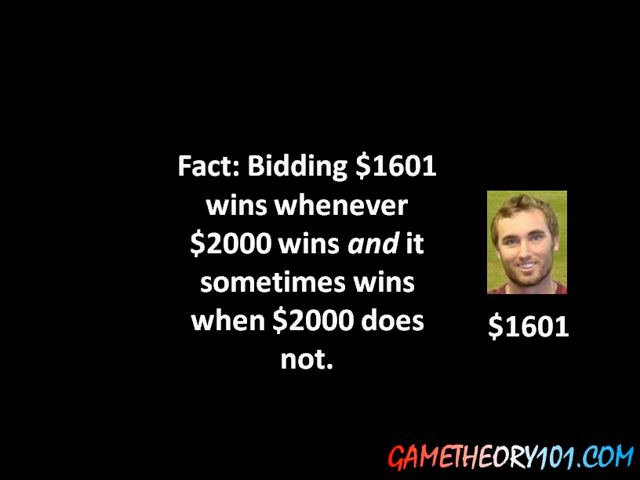 Fact: Bidding $1601
wins whenever
$2000 wins and it
sometimes wins
when $2000 does
not.
$1601
GAMETHEORY101.COM